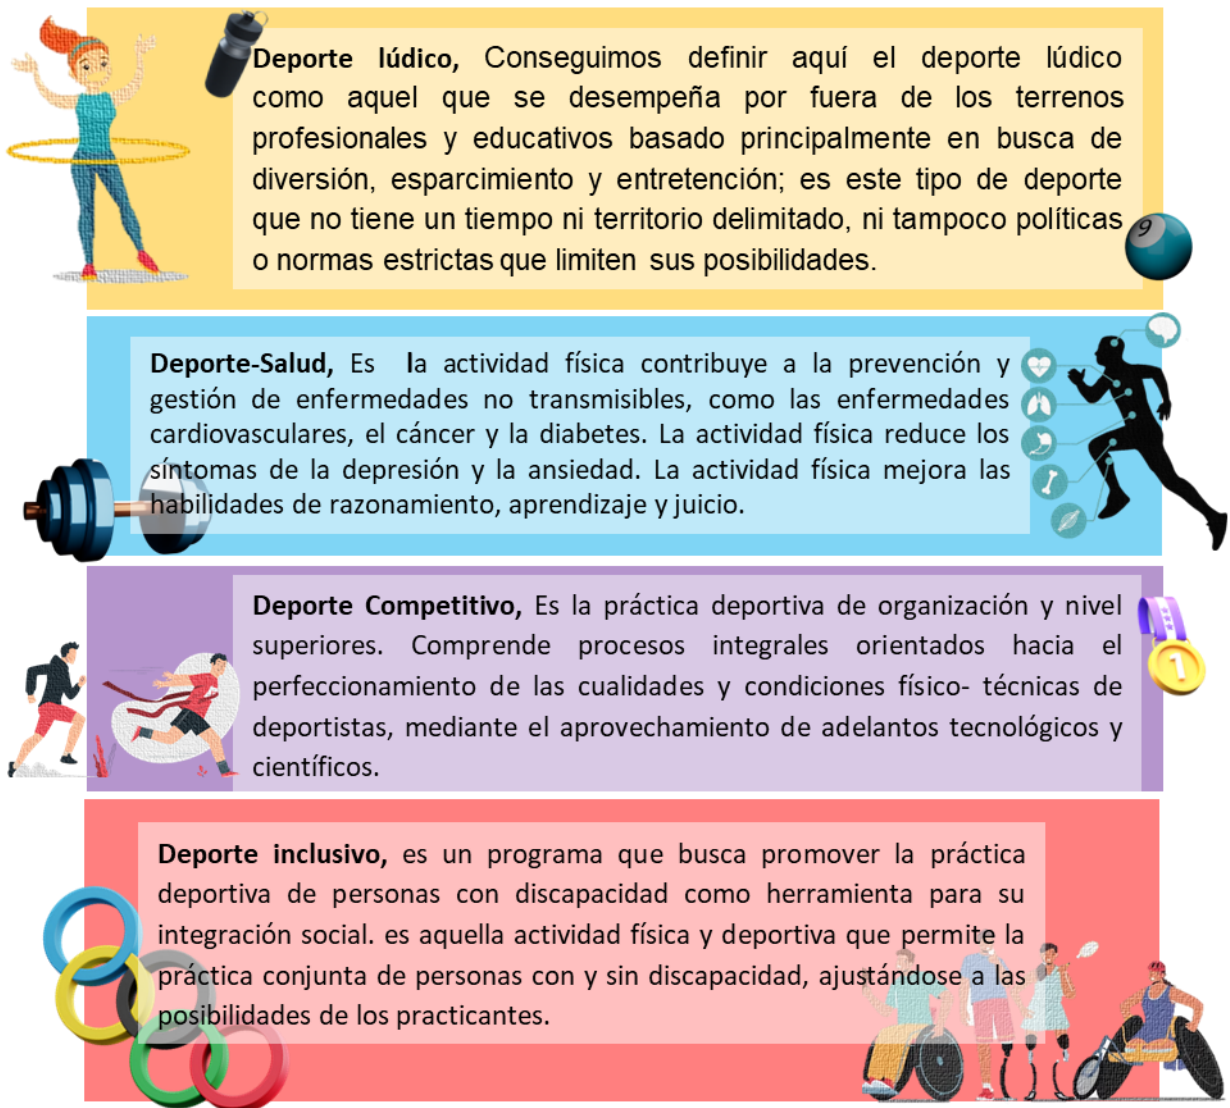 Deporte lúdico, Conseguimos definir aquí el deporte lúdico
como aquel que se desempeña por fuera de los terrenos
profesionales y educativos basado principalmente en busca de
diversión, esparcimiento y entretención; es este tipo de deporte
que no tiene un tiempo ni territorio delimitado, ni tampoco políticas
o normas estrictas que limiten sus posibilidades.
9
Deporte-Salud, Es la actividad física contribuye a la prevención y
gestión de enfermedades no transmisibles, como las enfermedades
cardiovasculares, el cáncer y la diabetes. La actividad física reduce los
síntomas de la depresión y la ansiedad. La actividad física mejora las
habilidades de razonamiento, aprendizaje y juicio.
Deporte Competitivo, Es la práctica deportiva de organización y nivel
superiores. Comprende procesos integrales orientados hacia el
perfeccionamiento de las cualidades y condiciones físico- técnicas de
deportistas, mediante el aprovechamiento de adelantos tecnológicos y
científicos.
1
Deporte inclusivo, es un programa que busca promover la práctica
deportiva de personas con discapacidad como herramienta para su
integración social. es aquella actividad física y deportiva que permite la
práctica conjunta de personas con y sin discapacidad, ajustándose a las
posibilidades de los practicantes.